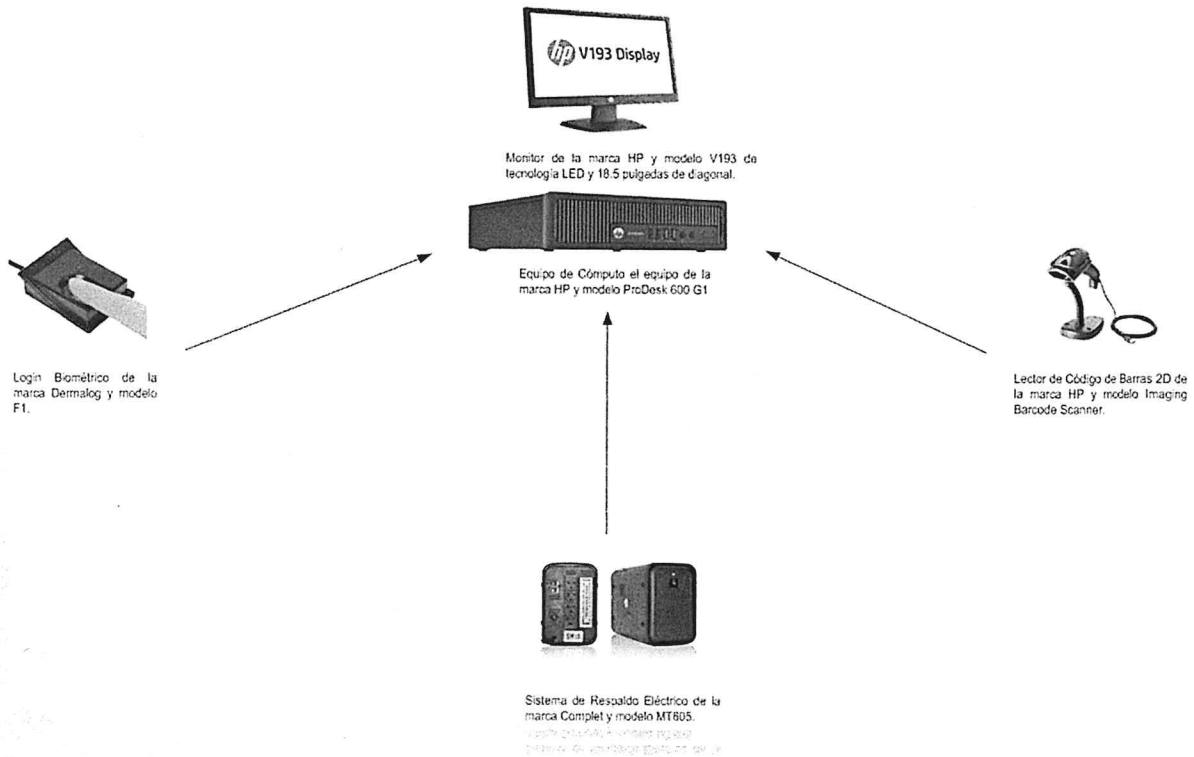 hp V193 Display
Monitor de la marca HP y modelo V193 de
tecnología LED y 18.5 pulgadas de diagonal.
Equipo de Cómputo el equipo de la
marca HP y modelo ProDesk 600 G1
Login Biométrico de la
marca Dermalog y modelo
F1.
Lector de Código de Barras 2D de
la marca HP y modelo Imaging
Barcode Scanner.
Sistema de Respaldo Eléctrico de la
marca Complet y modelo MT605.